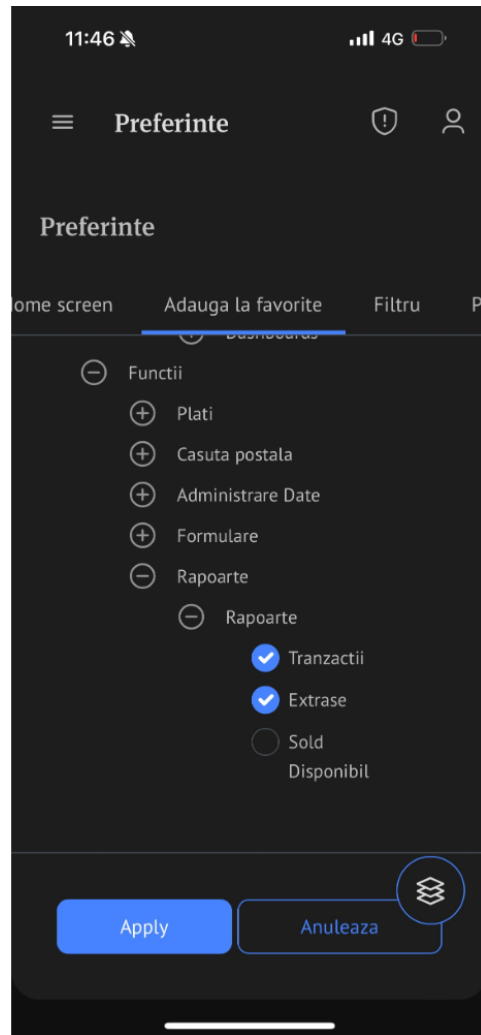 11:46
4G
Preferinte
Preferinte
ome screen Adauga la favorite Filtru P
Dashboards
Functii
Plati
Casuta postala
Administrare Date
Formulare
Rapoarte
Rapoarte
Tranzactii
Extrase
Sold
Disponibil
Apply
Anuleaza